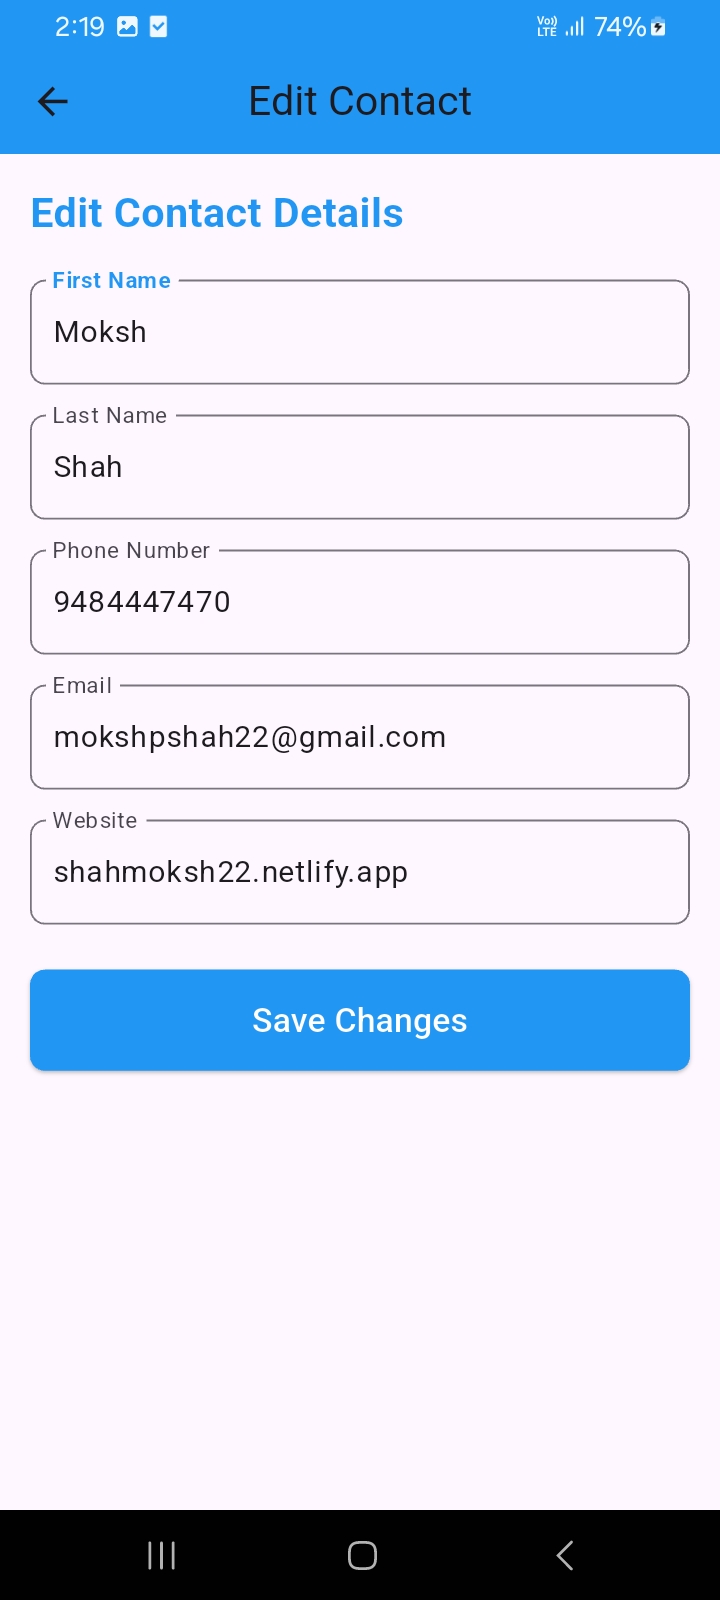 2:19 Vo)) LTE 74%
Edit Contact
Edit Contact Details
First Name
Moksh
Last Name
Shah
Phone Number
9484447470
Email
mokshpshah22@gmail.com
Website
shahmoksh22.netlify.app
Save Changes